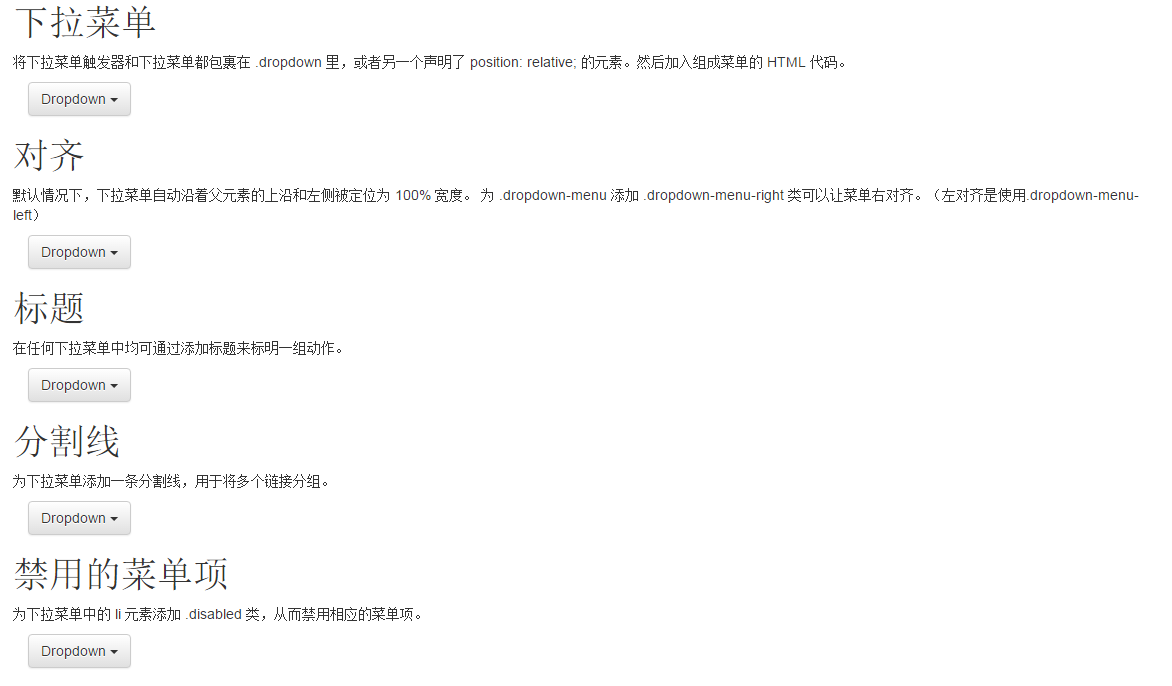 下拉菜单
将下拉菜单触发器和下拉菜单都包裹在 .dropdown 里，或者另一个声明了 position: relative; 的元素。然后加入组成菜单的 HTML 代码。
Dropdown
对齐
默认情况下，下拉菜单自动沿着父元素的上沿和左侧被定位为 100% 宽度。 为 .dropdown-menu 添加 .dropdown-menu-right 类可以让菜单右对齐。（左对齐是使用.dropdown-menu-
left）
Dropdown
标题
在任何下拉菜单中均可通过添加标题来标明一组动作。
Dropdown
分割线
为下拉菜单添加一条分割线，用于将多个链接分组。
Dropdown
禁用的菜单项
为下拉菜单中的 li 元素添加 .disabled 类，从而禁用相应的菜单项。
Dropdown